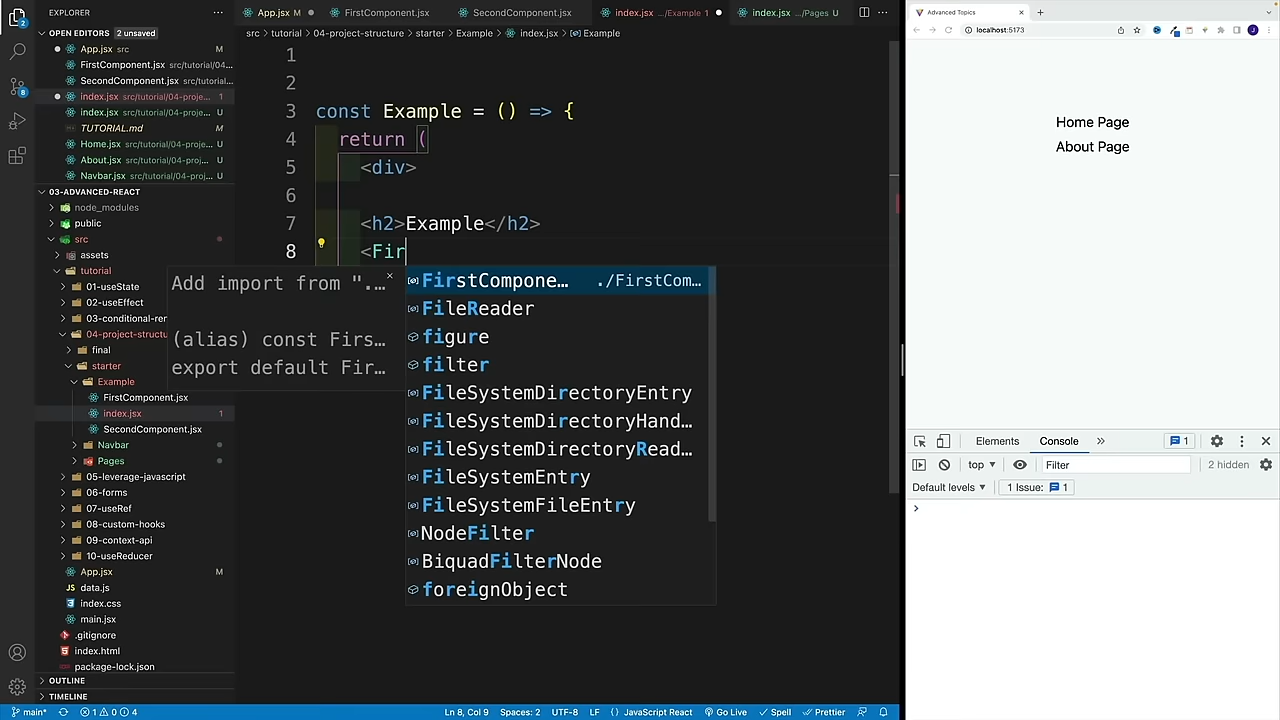 EXPLORER
OPEN EDITORS 2 unsaved
App.jsx src M
FirstComponent.jsx src/tutorial/04...
SecondComponent.jsx src/tutorial...
index.jsx src/tutorial/04-proje... 1
index.jsx src/tutorial/04-proje... U
TUTORIAL.md M
Home.jsx src/tutorial/04-proj... U
About.jsx src/tutorial/04-proj... U
Navbar.jsx src/tutorial/04-proj... U
03-ADVANCED-REACT
node_modules
public
src
assets
tutorial
01-useState
02-useEffect
03-conditional-ren
04-project-structu
final
starter
Example
FirstComponent.jsx
index.jsx 1
SecondComponent.jsx
Navbar
Pages
05-leverage-javascript
06-forms
07-useRef
08-custom-hooks
09-context-api
10-useReducer
App.jsx M
data.js
index.css
main.jsx
.gitignore
index.html
package-lock.json
OUTLINE
TIMELINE
App.jsx M
FirstComponent.jsx
SecondComponent.jsx
index.jsx .../Example 1
index.jsx .../Pages U
src > tutorial > 04-project-structure > starter > Example > index.jsx > Example
1
2
3 const Example = () => {
4 return (
5 <div>
6
7 <h2>Example</h2>
8 <Fir
Add import from "....
(alias) const Firs...
export default Fir...
FirstCompone... ./FirstCom...
FileReader
figure
filter
FileSystemDirectoryEntry
FileSystemDirectoryHand...
FileSystemDirectoryRead...
FileSystemEntry
FileSystemFileEntry
NodeFilter
BiquadFilterNode
foreignObject
main* 1 0 4
Ln 8, Col 9 Spaces: 2 UTF-8 LF { } JavaScript React Go Live Spell Prettier
Advanced Topics
localhost:5173
Home Page
About Page
Elements Console 1
top Filter 2 hidden
Default levels 1 Issue: 1